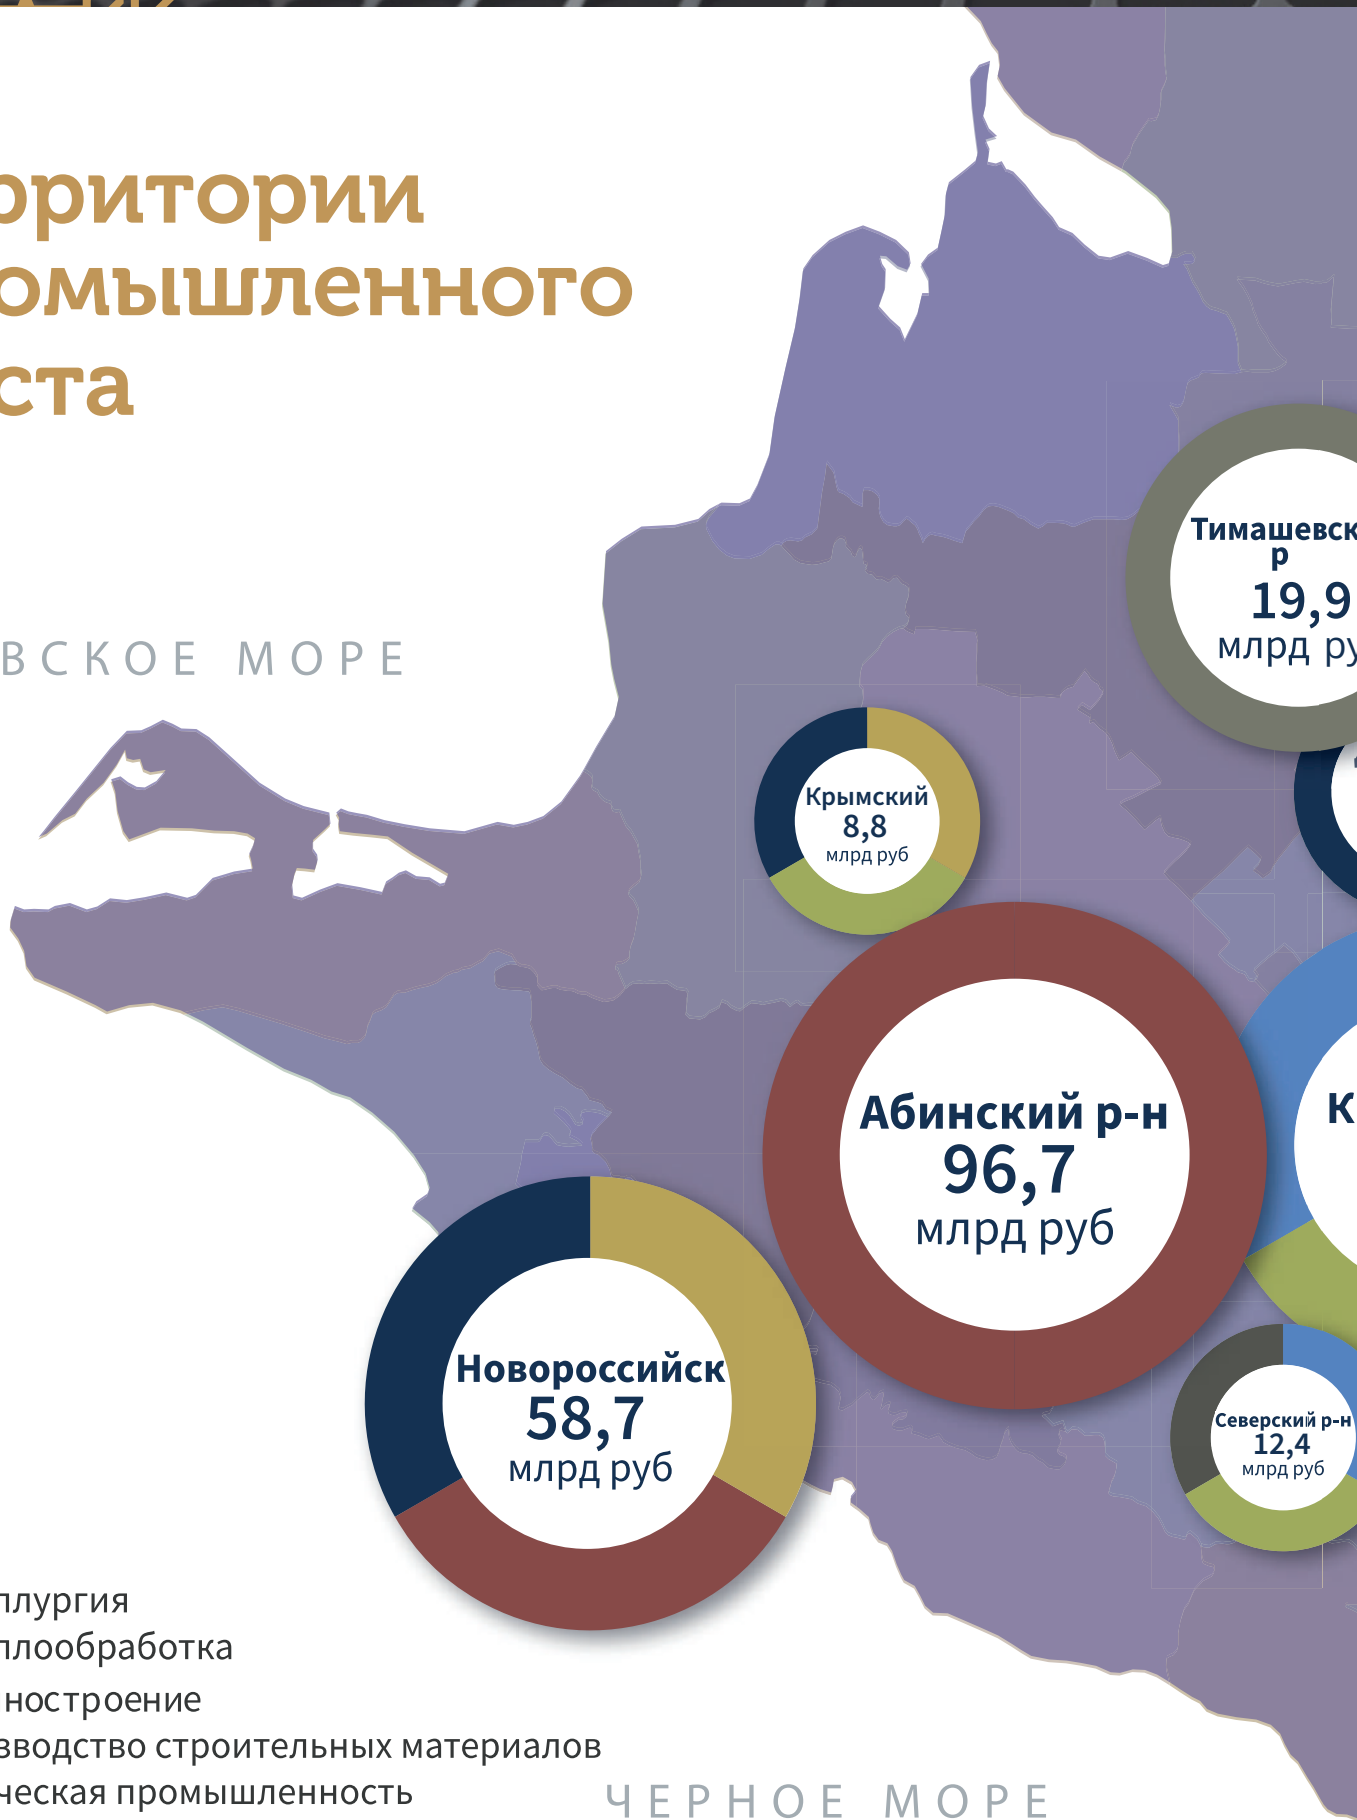 рритории
омышленного
ста
ВСКОЕ МОРЕ
Тимашевск
р
19,9
млрд ру
Крымский
8,8
млрд руб
Абинский р-н
96,7
млрд руб
К
Новороссийск
58,7
млрд руб
Северский р-н
12,4
млрд руб
ллургия
ллообработка
ностроение
зводство строительных материалов
ческая промышленность
ЧЕРНОЕ МОРЕ